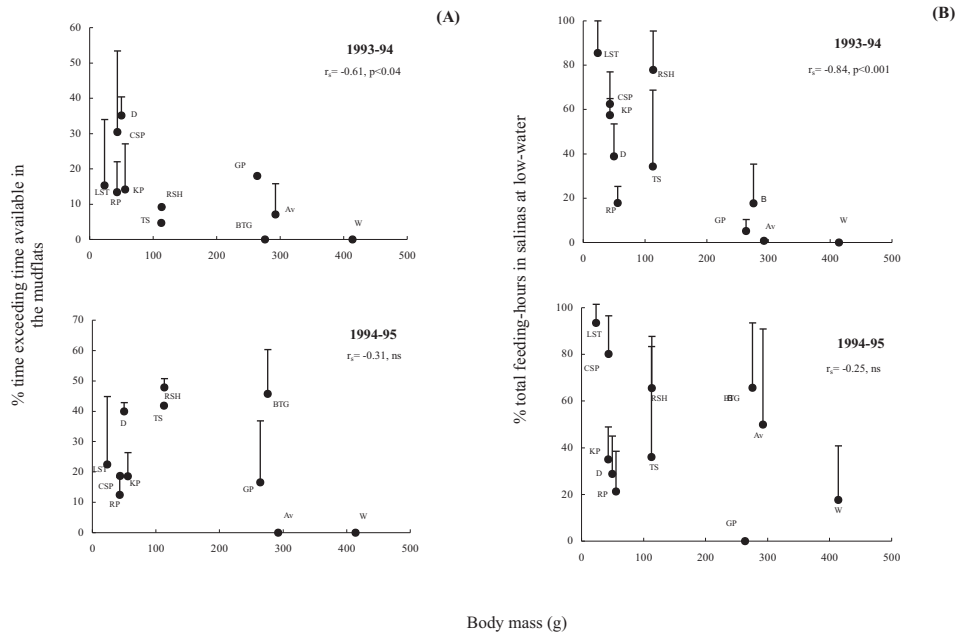 (A)
1993-94
r_s= -0.61, p<0.04
60
50
40
30
20
10
0
D
CSP
LST
RP
KP
RSH
TS
GP
BTG
Av
W
0 100 200 300 400 500
1994-95
r_s= -0.31, ns
70
60
50
40
30
20
10
0
RSH
TS
D
LST
CSP
RP
KP
BTG
GP
Av
W
0 100 200 300 400 500
% time exceeding time available in
the mudflats
(B)
1993-94
r_s= -0.84, p<0.001
100
80
60
40
20
0
LST
RSH
CSP
KP
D
TS
RP
B
GP
Av
W
0 100 200 300 400 500
1994-95
r_s= -0.25, ns
100
80
60
40
20
0
LST
CSP
RSH
BTG
Av
KP
D
RP
TS
W
GP
0 100 200 300 400 500
% total feeding-hours in salinas at low-water
Body mass (g)